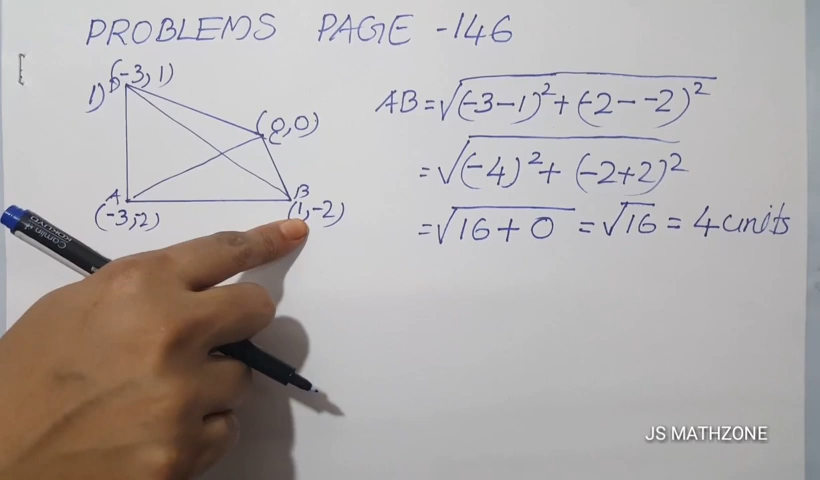 PROBLEMS PAGE -146
1) D(-3, 1)
C(0,0)
A B
(-3,2) (1,-2)
AB = √(-3-1)² + (-2--2)²
= √(-4)² + (-2+2)²
= √16 + 0 = √16 = 4 units
JS MATHZONE